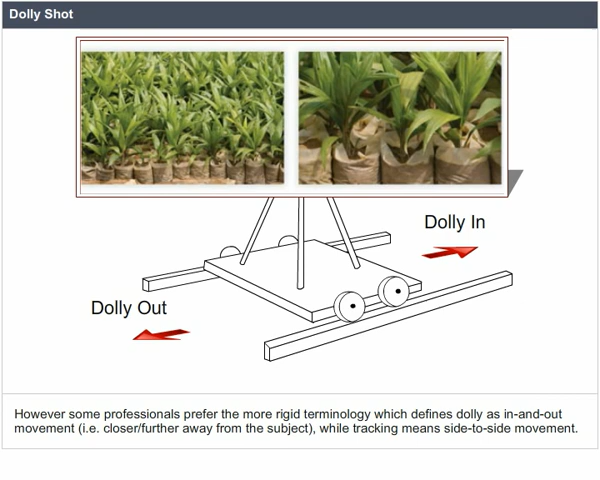 Dolly Shot
Dolly In
Dolly Out
However some professionals prefer the more rigid terminology which defines dolly as in-and-out
movement (i.e. closer/further away from the subject), while tracking means side-to-side movement.